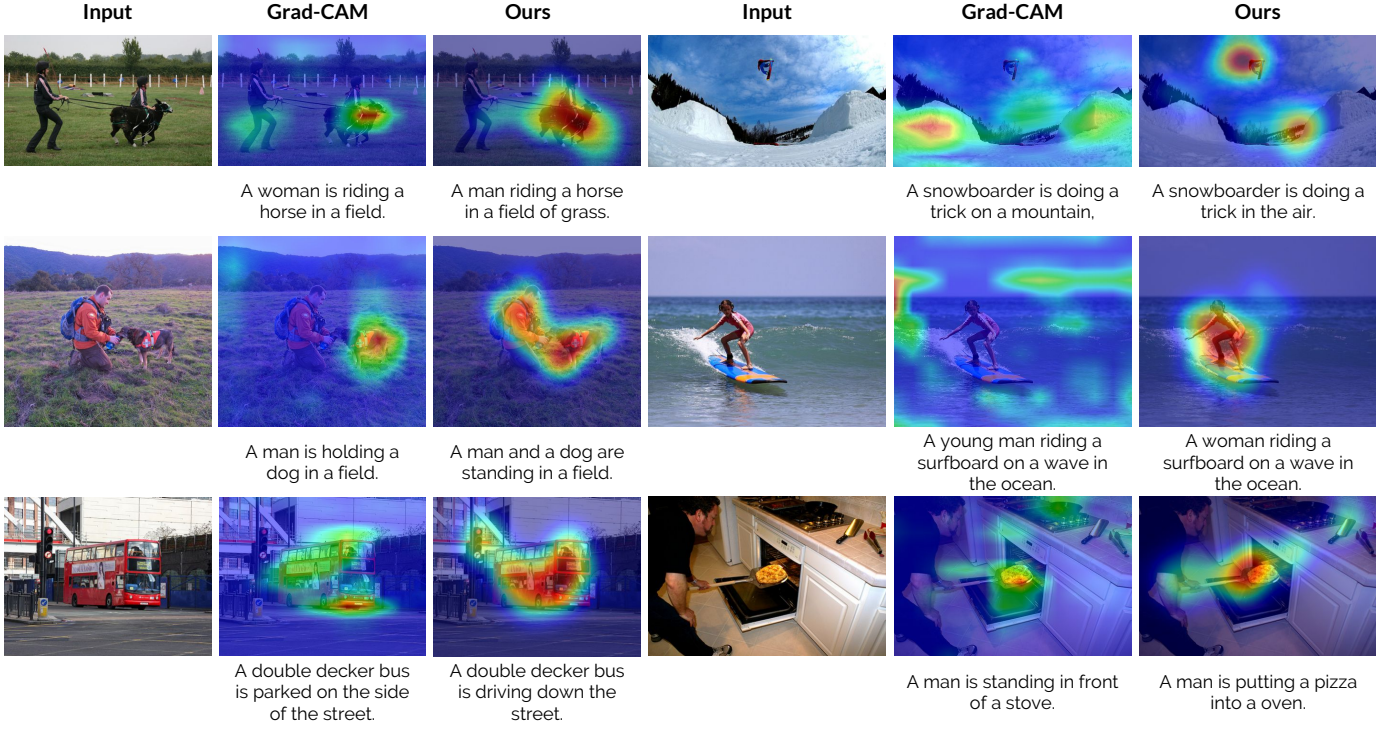 Input
Grad-CAM
Ours
Input
Grad-CAM
Ours
A woman is riding a
horse in a field.
A man riding a horse
in a field of grass.
A snowboarder is doing a
trick on a mountain,
A snowboarder is doing a
trick in the air.
A man is holding a
dog in a field.
A man and a dog are
standing in a field.
A young man riding a
surfboard on a wave in
the ocean.
A woman riding a
surfboard on a wave in
the ocean.
A double decker bus
is parked on the side
of the street.
A double decker bus
is driving down the
street.
A man is standing in front
of a stove.
A man is putting a pizza
into a oven.